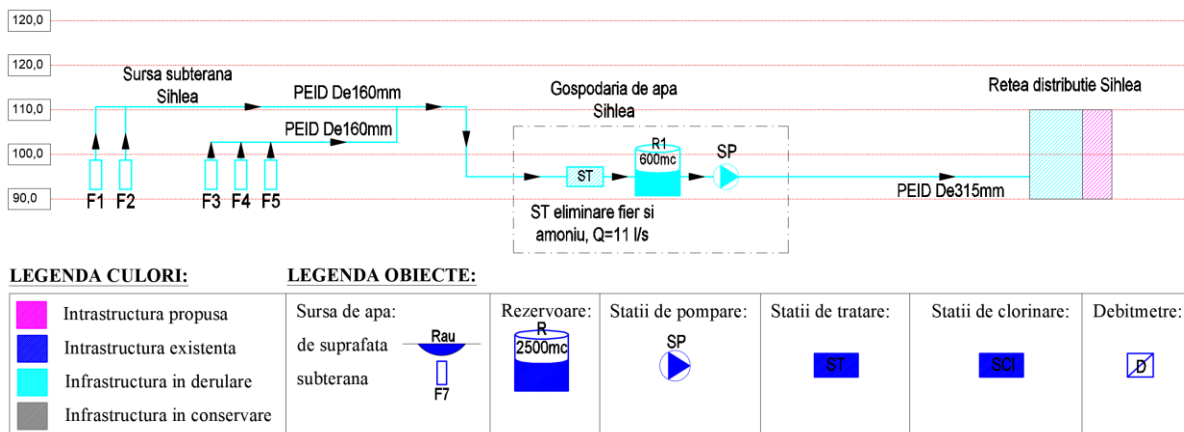 120,0
120,0
110,0
100,0
90,0
Sursa subterana
Sihlea
PEID De160mm
PEID De160mm
F1
F2
F3
F4
F5
Gospodaria de apa
Sihlea
ST
R1
600mc
SP
ST eliminare fier si
amoniu, Q=11 l/s
PEID De315mm
Retea distributie Sihlea
LEGENDA CULORI:
Intrastructura propusa
Intrastructura existenta
Infrastructura in derulare
Infrastructura in conservare
LEGENDA OBIECTE:
Sursa de apa:
de suprafata
Rau
subterana
F7
Rezervoare:
R
2500mc
Statii de pompare:
SP
Statii de tratare:
ST
Statii de clorinare:
SCl
Debitmetre:
D